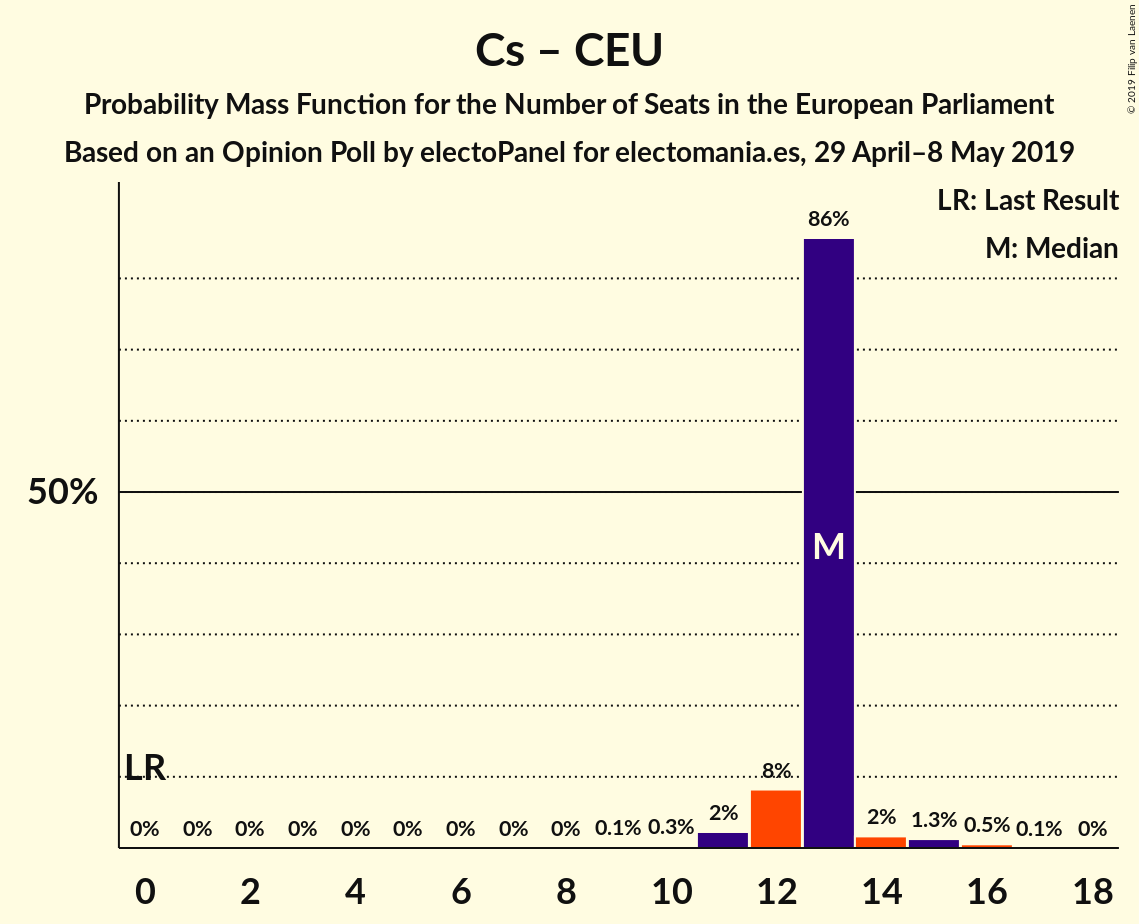 Cs – CEU
Probability Mass Function for the Number of Seats in the European Parliament
Based on an Opinion Poll by electoPanel for electomania.es, 29 April–8 May 2019
© 2019 Filip van Laenen
LR: Last Result
M: Median
86%
50%
M
LR
0% 0% 0% 0% 0% 0% 0% 0% 0% 0.1% 0.3% 2% 8% 2% 1.3% 0.5% 0.1% 0%
0 2 4 6 8 10 12 14 16 18